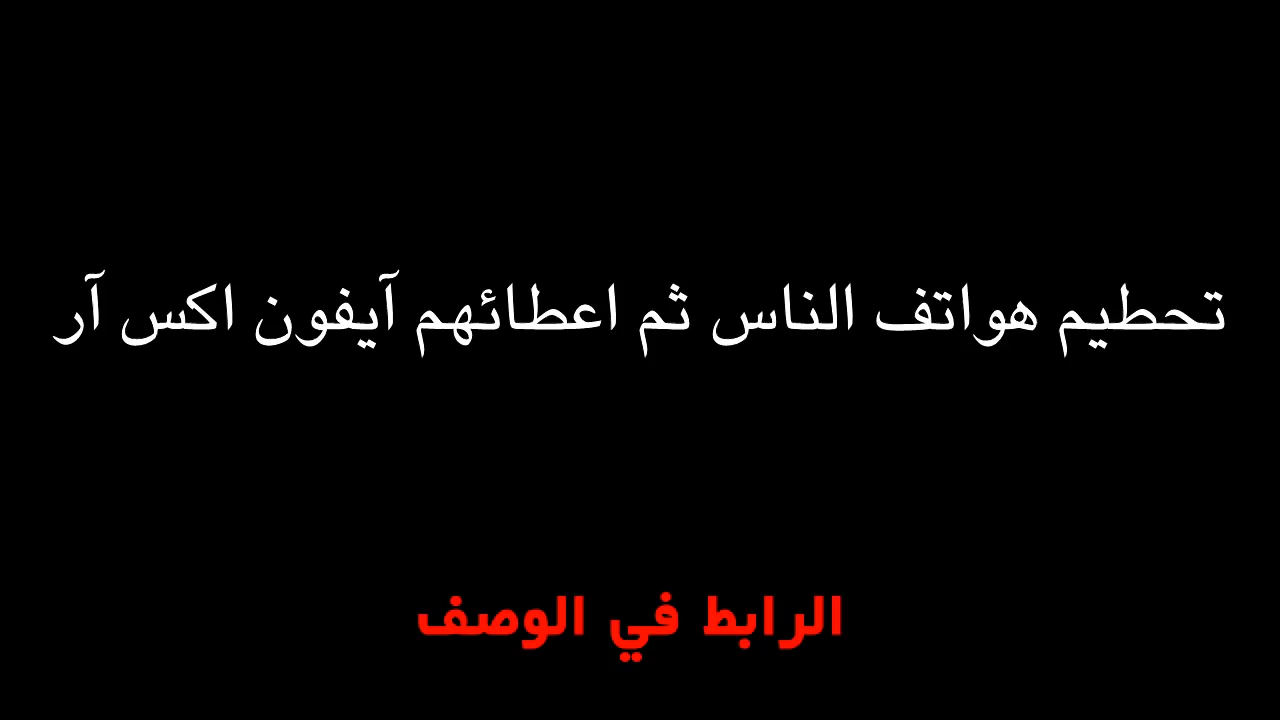 تحطيم هواتف الناس ثم اعطائهم آيفون اكس آر
الرابط في الوصف